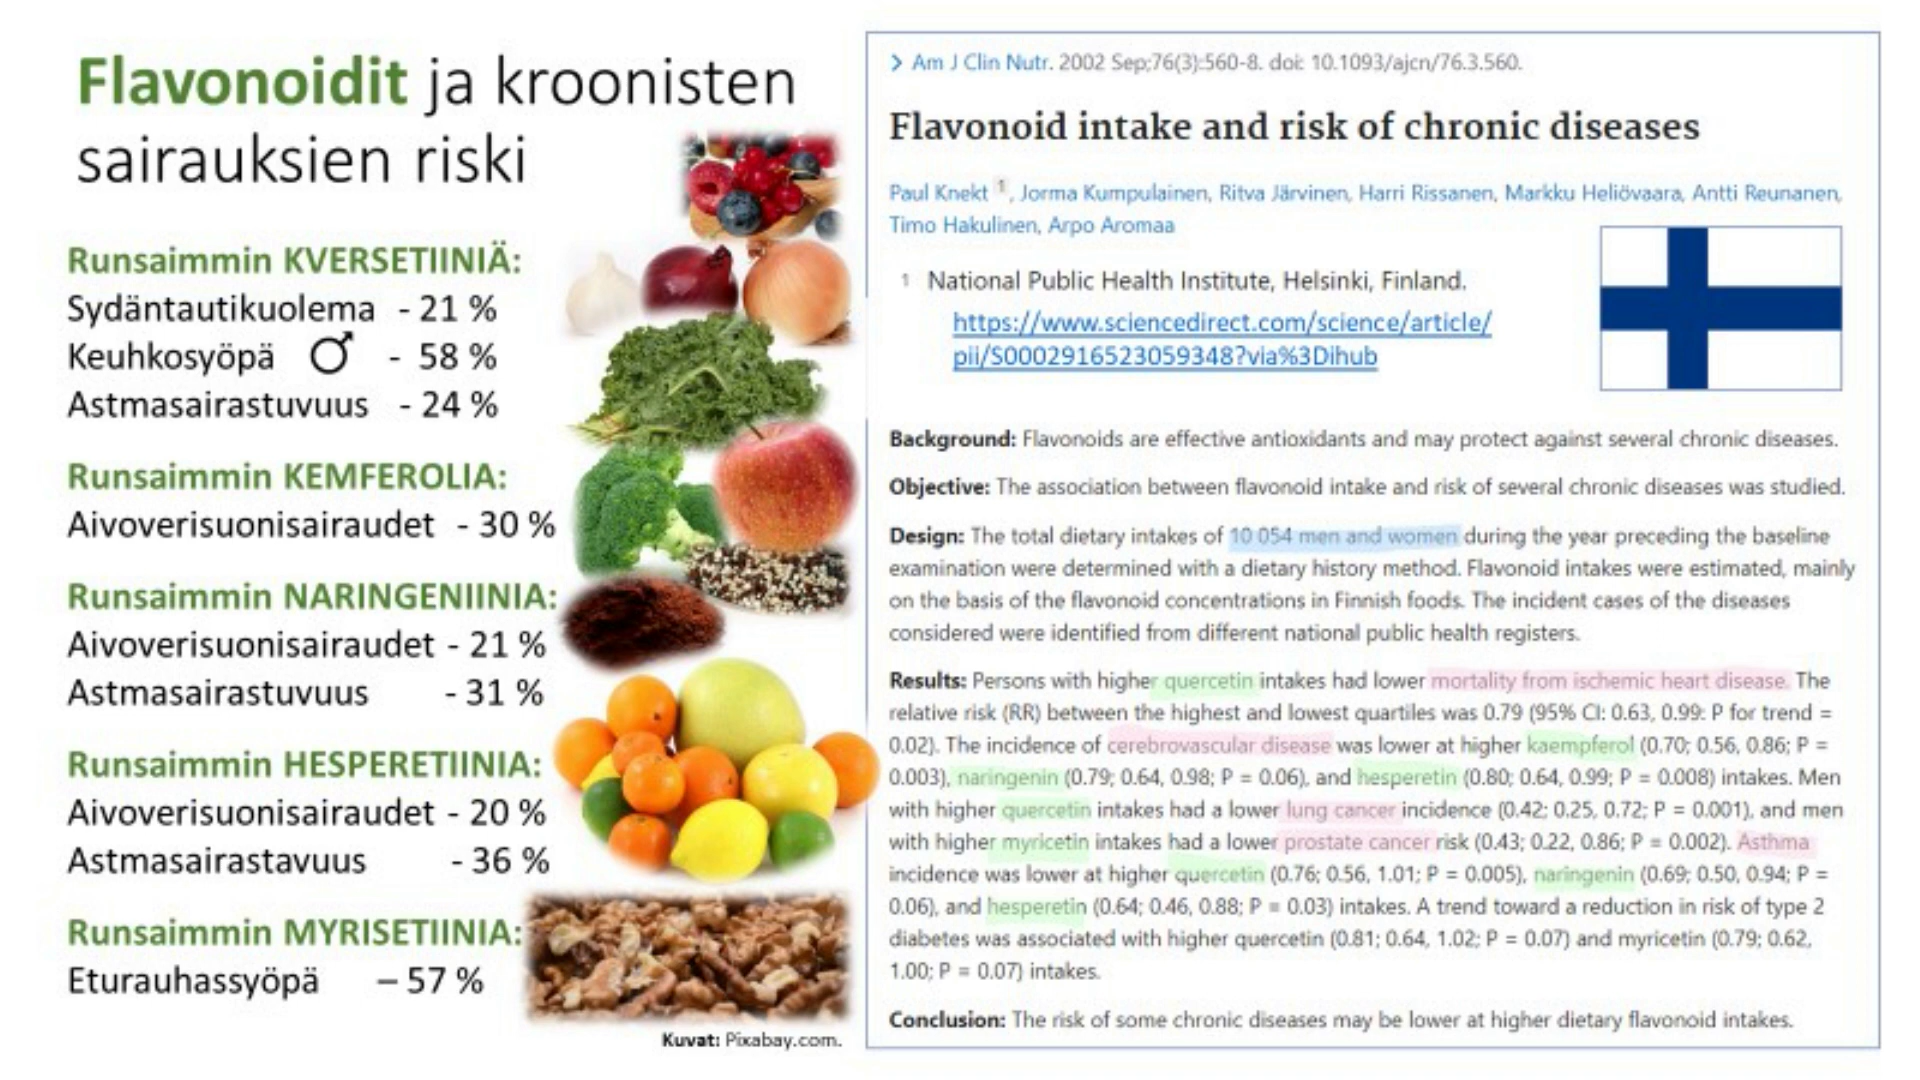 Flavonoidit ja kroonisten
sairauksien riski
Runsaimmin KVERSETIINIÄ:
Sydäntautikuolema - 21 %
Keuhkosyöpä ♂ - 58 %
Astmasairastuvuus - 24 %
Runsaimmin KEMFEROLIA:
Aivoverisuonisairaudet - 30 %
Runsaimmin NARINGENIINIA:
Aivoverisuonisairaudet - 21 %
Astmasairastuvuus - 31 %
Runsaimmin HESPERETIINIA:
Aivoverisuonisairaudet - 20 %
Astmasairastavuus - 36 %
Runsaimmin MYRISETIINIA:
Eturauhassyöpä – 57 %
Kuvat: Pixabay.com.
> Am J Clin Nutr. 2002 Sep;76(3):560-8. doi: 10.1093/ajcn/76.3.560.
Flavonoid intake and risk of chronic diseases
Paul Knekt 1, Jorma Kumpulainen, Ritva Järvinen, Harri Rissanen, Markku Heliövaara, Antti Reunanen,
Timo Hakulinen, Arpo Aromaa
1 National Public Health Institute, Helsinki, Finland.
https://www.sciencedirect.com/science/article/
pii/S0002916523059348?via%3Dihub
Background: Flavonoids are effective antioxidants and may protect against several chronic diseases.
Objective: The association between flavonoid intake and risk of several chronic diseases was studied.
Design: The total dietary intakes of 10 054 men and women during the year preceding the baseline
examination were determined with a dietary history method. Flavonoid intakes were estimated, mainly
on the basis of the flavonoid concentrations in Finnish foods. The incident cases of the diseases
considered were identified from different national public health registers.
Results: Persons with higher quercetin intakes had lower mortality from ischemic heart disease. The
relative risk (RR) between the highest and lowest quartiles was 0.79 (95% CI: 0.63, 0.99: P for trend =
0.02). The incidence of cerebrovascular disease was lower at higher kaempferol (0.70; 0.56, 0.86; P =
0.003), naringenin (0.79; 0.64, 0.98; P = 0.06), and hesperetin (0.80; 0.64, 0.99; P = 0.008) intakes. Men
with higher quercetin intakes had a lower lung cancer incidence (0.42; 0.25, 0.72; P = 0.001), and men
with higher myricetin intakes had a lower prostate cancer risk (0.43; 0.22, 0.86; P = 0.002). Asthma
incidence was lower at higher quercetin (0.76; 0.56, 1.01; P = 0.005), naringenin (0.69; 0.50, 0.94; P =
0.06), and hesperetin (0.64; 0.46, 0.88; P = 0.03) intakes. A trend toward a reduction in risk of type 2
diabetes was associated with higher quercetin (0.81; 0.64, 1.02; P = 0.07) and myricetin (0.79; 0.62,
1.00; P = 0.07) intakes.
Conclusion: The risk of some chronic diseases may be lower at higher dietary flavonoid intakes.